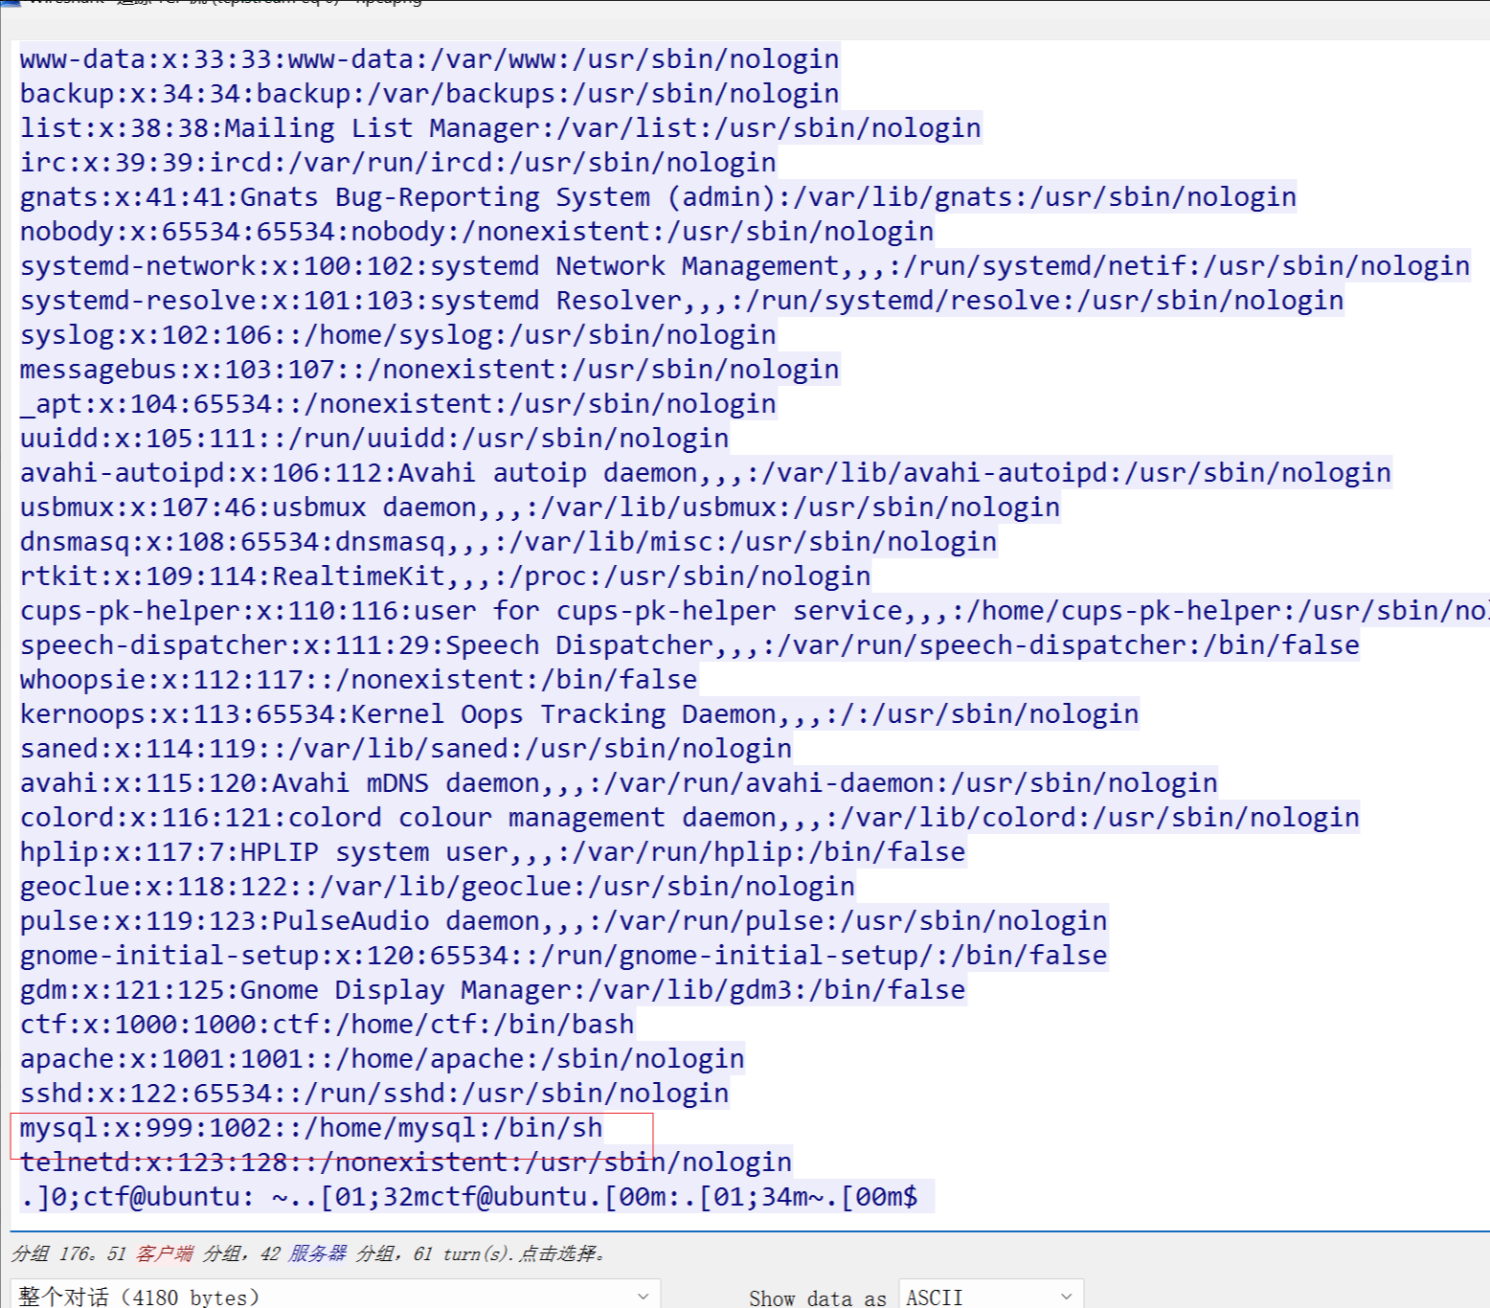 www-data:x:33:33:www-data:/var/www:/usr/sbin/nologin
backup:x:34:34:backup:/var/backups:/usr/sbin/nologin
list:x:38:38:Mailing List Manager:/var/list:/usr/sbin/nologin
irc:x:39:39:ircd:/var/run/ircd:/usr/sbin/nologin
gnats:x:41:41:Gnats Bug-Reporting System (admin):/var/lib/gnats:/usr/sbin/nologin
nobody:x:65534:65534:nobody:/nonexistent:/usr/sbin/nologin
systemd-network:x:100:102:systemd Network Management,,,:/run/systemd/netif:/usr/sbin/nologin
systemd-resolve:x:101:103:systemd Resolver,,,:/run/systemd/resolve:/usr/sbin/nologin
syslog:x:102:106::/home/syslog:/usr/sbin/nologin
messagebus:x:103:107::/nonexistent:/usr/sbin/nologin
_apt:x:104:65534::/nonexistent:/usr/sbin/nologin
uuidd:x:105:111::/run/uuidd:/usr/sbin/nologin
avahi-autoipd:x:106:112:Avahi autoip daemon,,,:/var/lib/avahi-autoipd:/usr/sbin/nologin
usbmux:x:107:46:usbmux daemon,,,:/var/lib/usbmux:/usr/sbin/nologin
dnsmasq:x:108:65534:dnsmasq,,,:/var/lib/misc:/usr/sbin/nologin
rtkit:x:109:114:RealtimeKit,,,:/proc:/usr/sbin/nologin
cups-pk-helper:x:110:116:user for cups-pk-helper service,,,:/home/cups-pk-helper:/usr/sbin/no
speech-dispatcher:x:111:29:Speech Dispatcher,,,:/var/run/speech-dispatcher:/bin/false
whoopsie:x:112:117::/nonexistent:/bin/false
kernoops:x:113:65534:Kernel Oops Tracking Daemon,,,:/:/usr/sbin/nologin
saned:x:114:119::/var/lib/saned:/usr/sbin/nologin
avahi:x:115:120:Avahi mDNS daemon,,,:/var/run/avahi-daemon:/usr/sbin/nologin
colord:x:116:121:colord colour management daemon,,,:/var/lib/colord:/usr/sbin/nologin
hplip:x:117:7:HPLIP system user,,,:/var/run/hplip:/bin/false
geoclue:x:118:122::/var/lib/geoclue:/usr/sbin/nologin
pulse:x:119:123:PulseAudio daemon,,,:/var/run/pulse:/usr/sbin/nologin
gnome-initial-setup:x:120:65534::/run/gnome-initial-setup/:/bin/false
gdm:x:121:125:Gnome Display Manager:/var/lib/gdm3:/bin/false
ctf:x:1000:1000:ctf:/home/ctf:/bin/bash
apache:x:1001:1001::/home/apache:/sbin/nologin
sshd:x:122:65534::/run/sshd:/usr/sbin/nologin
mysql:x:999:1002::/home/mysql:/bin/sh
telnetd:x:123:128::/nonexistent:/usr/sbin/nologin
.]0;ctf@ubuntu: ~..[01;32mctf@ubuntu.[00m:.[01;34m~.[00m$
分组 176。51 客户端 分组，42 服务器 分组，61 turn(s).点击选择。
整个对话（4180 bytes）
Show data as ASCII